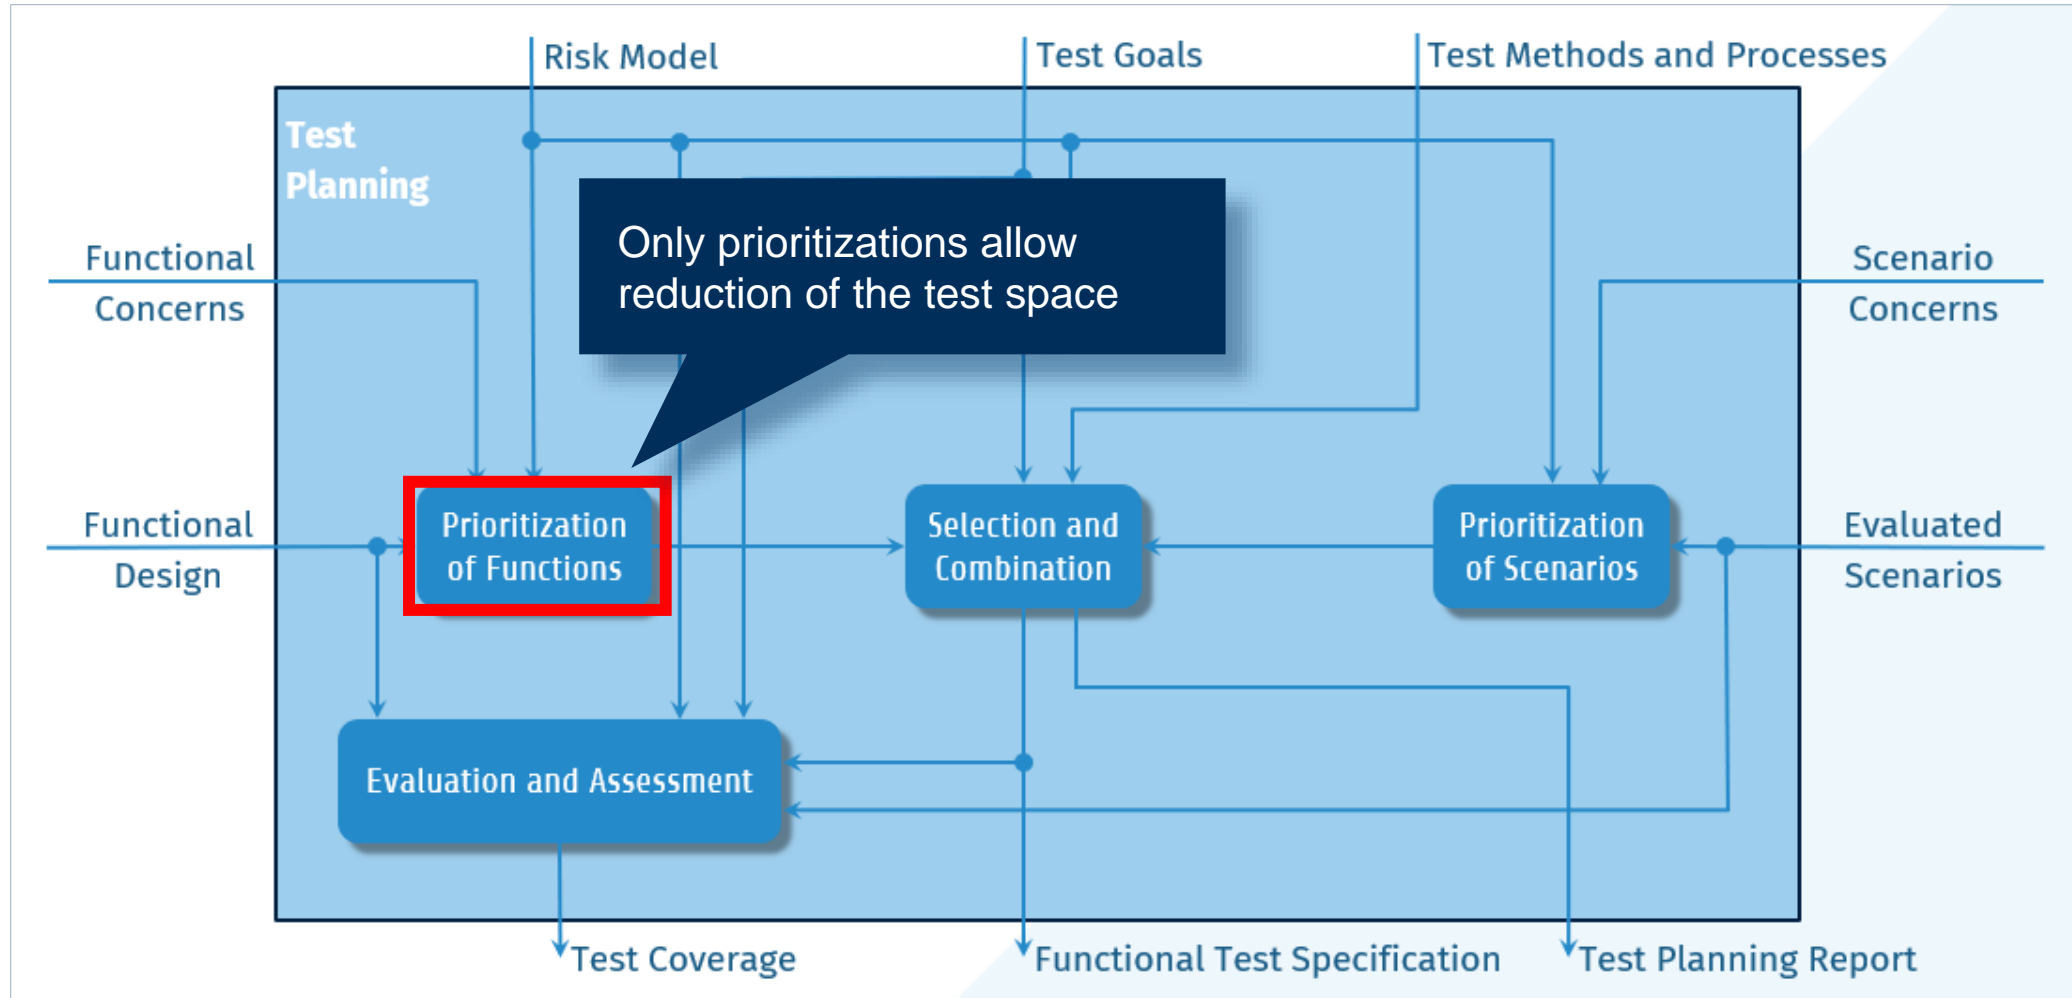 Risk Model
Test Goals
Test Methods and Processes
Test
Planning
Only prioritizations allow
reduction of the test space
Functional
Concerns
Scenario
Concerns
Functional
Design
Prioritization
of Functions
Selection and
Combination
Prioritization
of Scenarios
Evaluated
Scenarios
Evaluation and Assessment
Test Coverage
Functional Test Specification
Test Planning Report